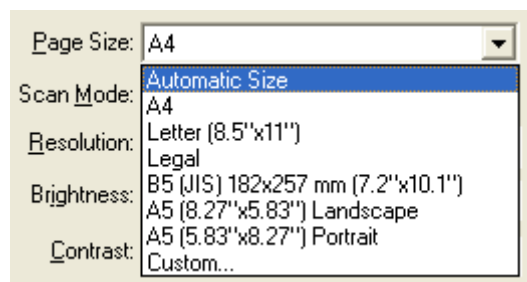 Page Size: A4
Automatic Size
Scan Mode:
A4
Letter (8.5"x11")
Resolution:
Legal
B5 (JIS) 182x257 mm (7.2"x10.1")
Brightness:
A5 (8.27"x5.83") Landscape
A5 (5.83"x8.27") Portrait
Contrast:
Custom...